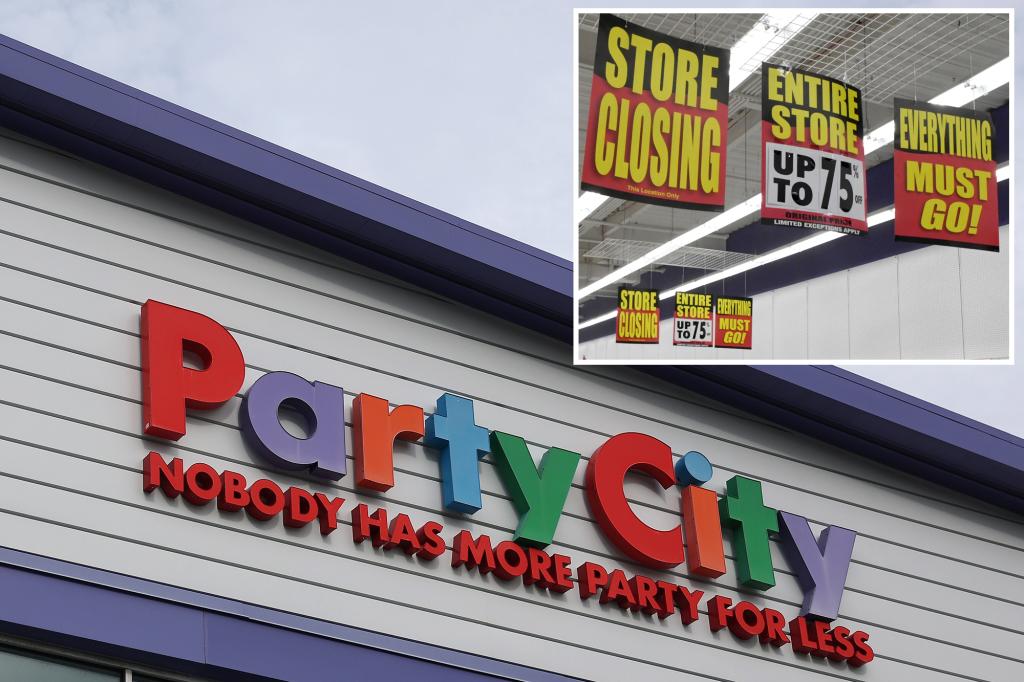 STORE
CLOSING
This Location Only
ENTIRE
STORE
UP
TO 75% OFF
ORIGINAL PRICE
LIMITED EXCEPTIONS APPLY
EVERYTHING
MUST
GO!
STORE
CLOSING
ENTIRE
STORE
UP
TO 75%
EVERYTHING
MUST
GO!
PartyCity
NOBODY HAS MORE PARTY FOR LESS